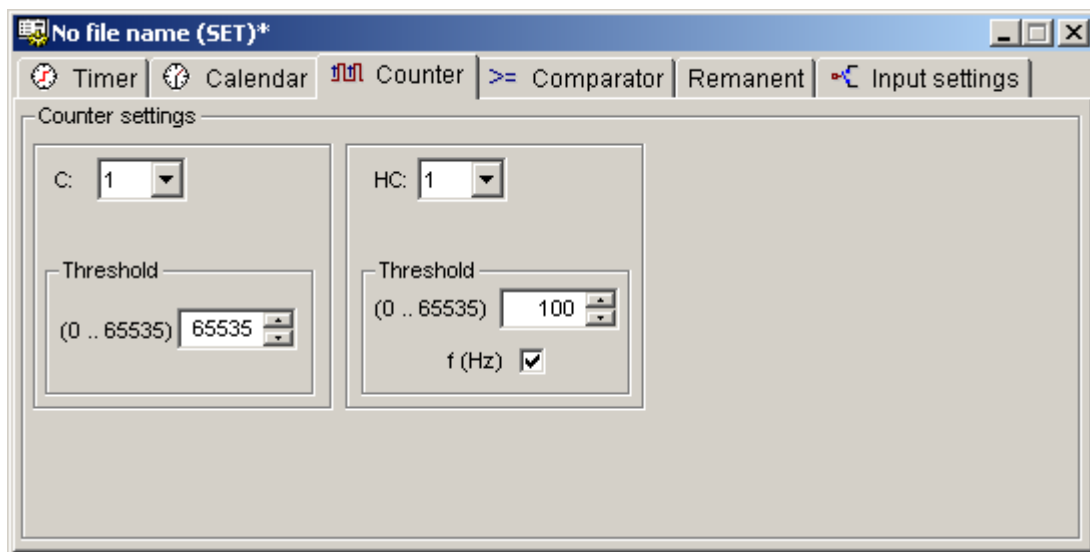 No file name (SET)*
Timer Calendar Counter >= Comparator Remanent Input settings
Counter settings
C: 1
HC: 1
Threshold
(0 .. 65535) 65535
Threshold
(0 .. 65535) 100
f (Hz)